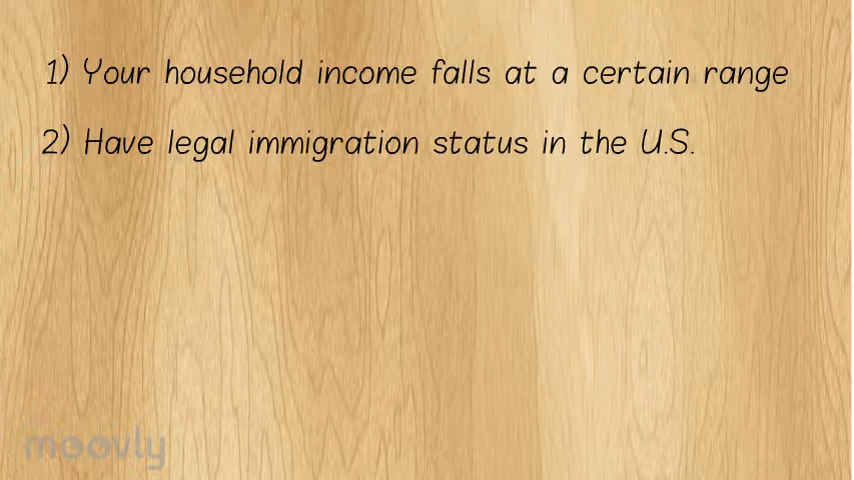 1) Your household income falls at a certain range
2) Have legal immigration status in the U.S.
moovly